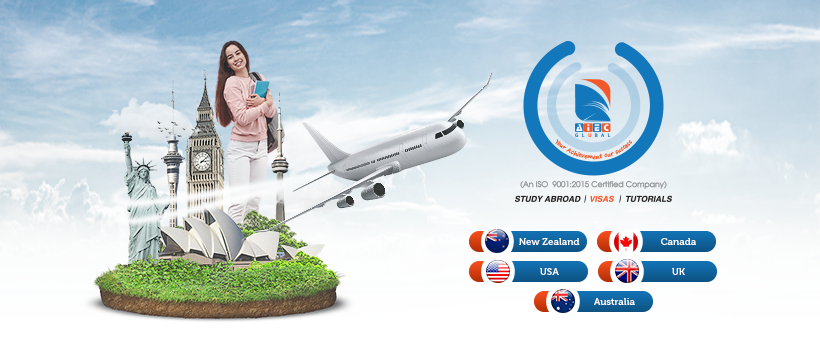 AiEC
GLOBAL
Your Achievement our Success
(An ISO 9001:2015 Certified Company)
STUDY ABROAD | VISAS | TUTORIALS
New Zealand
Canada
USA
UK
Australia